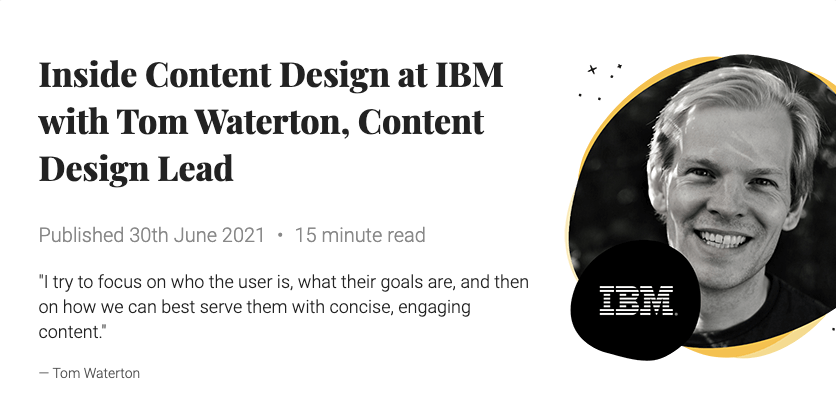 Inside Content Design at IBM
with Tom Waterton, Content
Design Lead
Published 30th June 2021 • 15 minute read
"I try to focus on who the user is, what their goals are, and then
on how we can best serve them with concise, engaging
content."
— Tom Waterton
IBM.